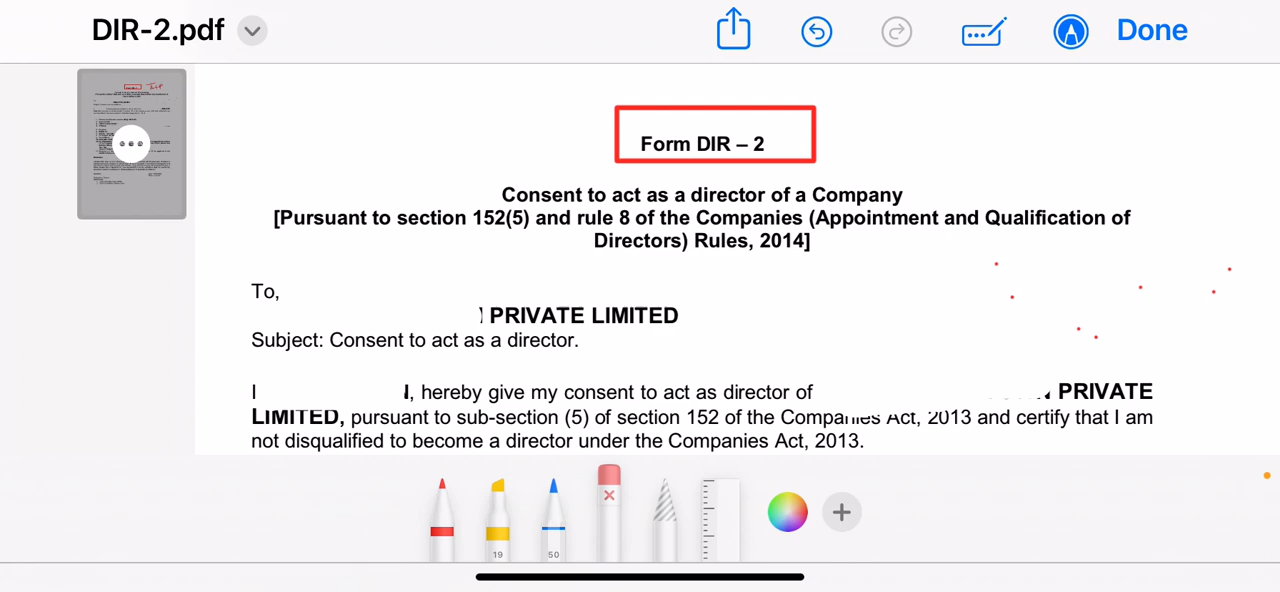 DIR-2.pdf
Done
Form DIR – 2
Consent to act as a director of a Company
[Pursuant to section 152(5) and rule 8 of the Companies (Appointment and Qualification of
Directors) Rules, 2014]
To,
PRIVATE LIMITED
Subject: Consent to act as a director.
I , hereby give my consent to act as director of PRIVATE
LIMITED, pursuant to sub-section (5) of section 152 of the Companies Act, 2013 and certify that I am
not disqualified to become a director under the Companies Act, 2013.
19
50